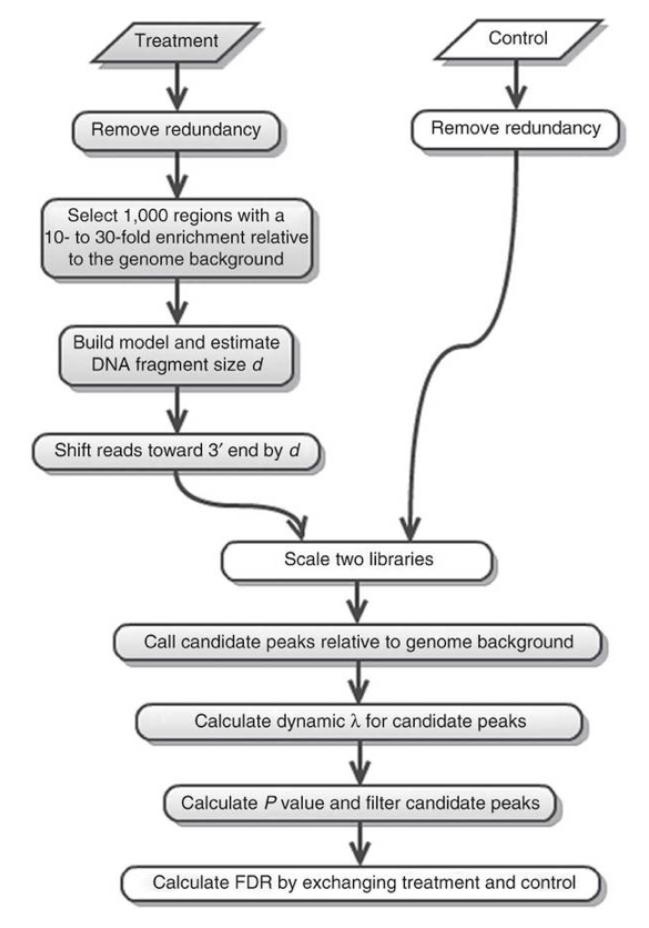 Treatment
Control
Remove redundancy
Remove redundancy
Select 1,000 regions with a
10- to 30-fold enrichment relative
to the genome background
Build model and estimate
DNA fragment size d
Shift reads toward 3′ end by d
Scale two libraries
Call candidate peaks relative to genome background
Calculate dynamic λ for candidate peaks
Calculate P value and filter candidate peaks
Calculate FDR by exchanging treatment and control